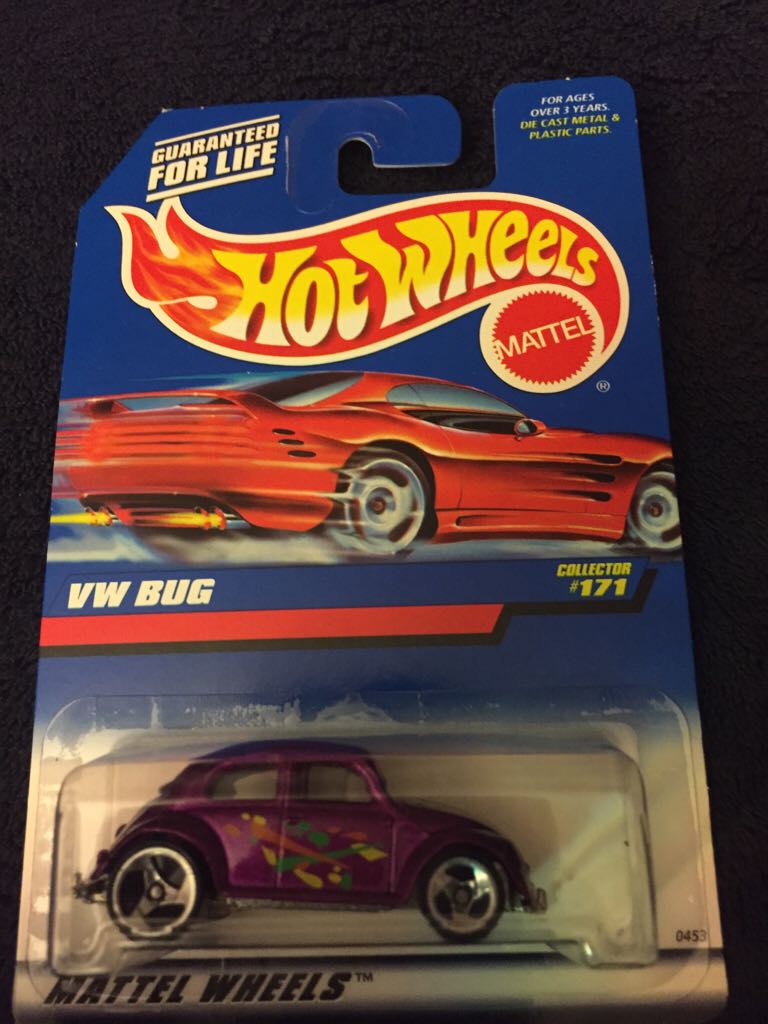 GUARANTEED
FOR LIFE
FOR AGES
OVER 3 YEARS.
DIE CAST METAL &
PLASTIC PARTS.
HOT WHEELS
MATTEL
®
VW BUG
COLLECTOR
#171
0453
MATTEL WHEELS™